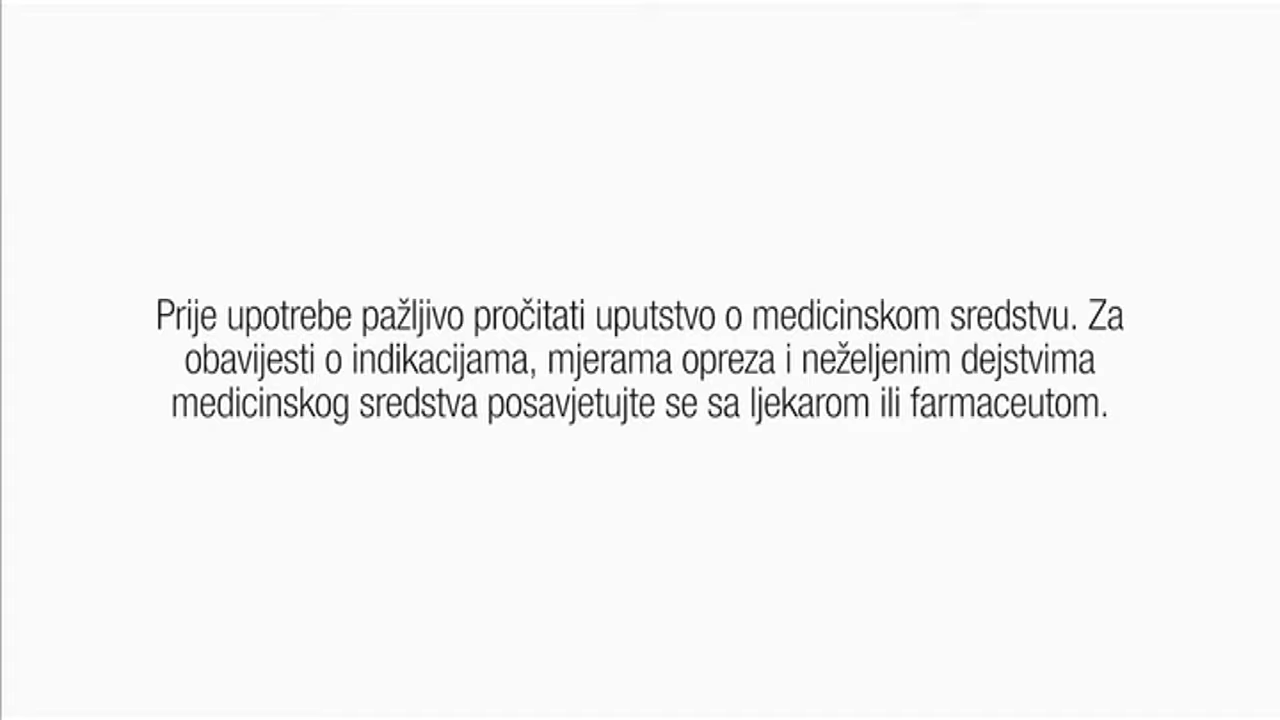 Prije upotrebe pažljivo pročitati uputstvo o medicinskom sredstvu. Za
obavijesti o indikacijama, mjerama opreza i neželjenim dejstvima
medicinskog sredstva posavjetujte se sa ljekarom ili farmaceutom.